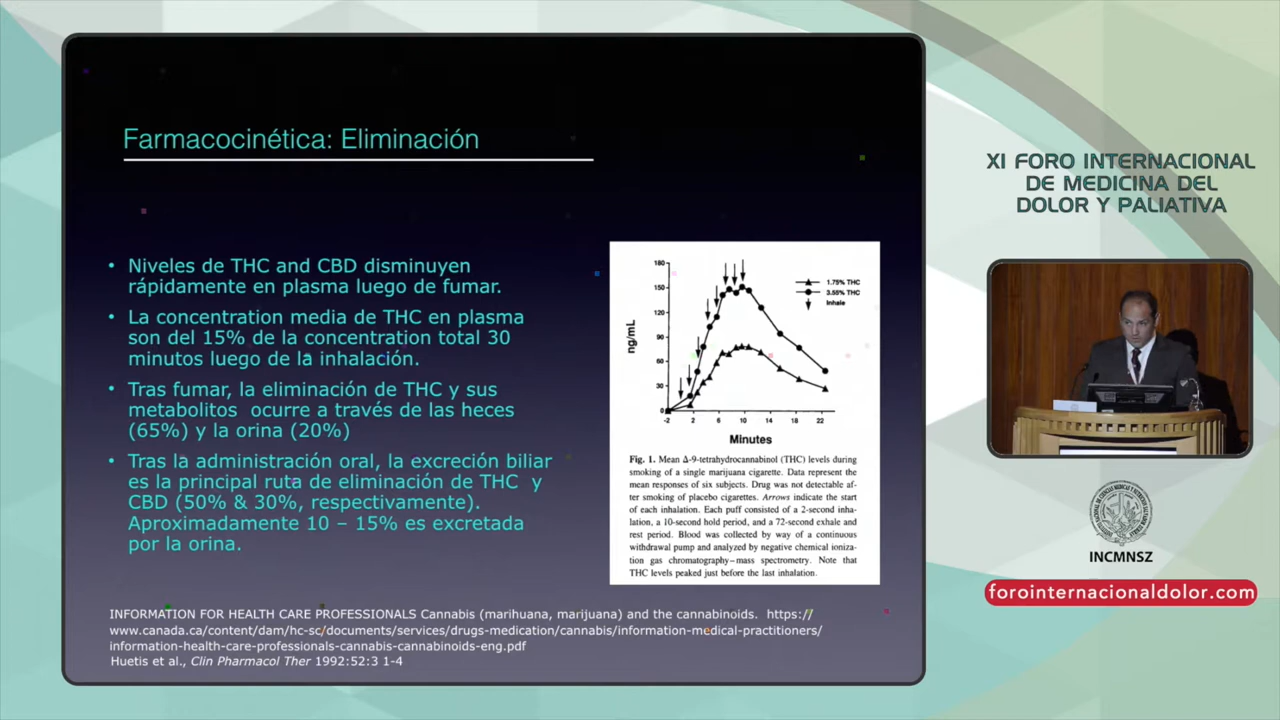 Farmacocinética: Eliminación
• Niveles de THC and CBD disminuyen
rápidamente en plasma luego de fumar.
• La concentración media de THC en plasma
son del 15% de la concentración total 30
minutos luego de la inhalación.
• Tras fumar, la eliminación de THC y sus
metabolitos ocurre a través de las heces
(65%) y la orina (20%)
• Tras la administración oral, la excreción biliar
es la principal ruta de eliminación de THC y
CBD (50% & 30%, respectivamente).
Aproximadamente 10 – 15% es excretada
por la orina.
180
150
120
90
60
30
0
ng/mL
1.75% THC
3.55% THC
Inhale
-2 2 6 10 14 18 22
Minutes
Fig. 1. Mean Δ-9-tetrahydrocannabinol (THC) levels during
smoking of a single marijuana cigarette. Data represent the
mean responses of six subjects. Drug was not detectable af-
ter smoking of placebo cigarettes. Arrows indicate the start
of each inhalation. Each puff consisted of a 2-second inha-
lation, a 10-second hold period, and a 72-second exhale and
rest period. Blood was collected by way of a continuous
withdrawal pump and analyzed by negative chemical ioniza-
tion gas chromatography–mass spectrometry. Note that
THC levels peaked just before the last inhalation.
INFORMATION FOR HEALTH CARE PROFESSIONALS Cannabis (marihuana, marijuana) and the cannabinoids. https://
www.canada.ca/content/dam/hc-sc/documents/services/drugs-medication/cannabis/information-medical-practitioners/
information-health-care-professionals-cannabis-cannabinoids-eng.pdf
Huetis et al., Clin Pharmacol Ther 1992:52:3 1-4
XI FORO INTERNACIONAL
DE MEDICINA DEL
DOLOR Y PALIATIVA
INCMNSZ
forointernacionaldolor.com